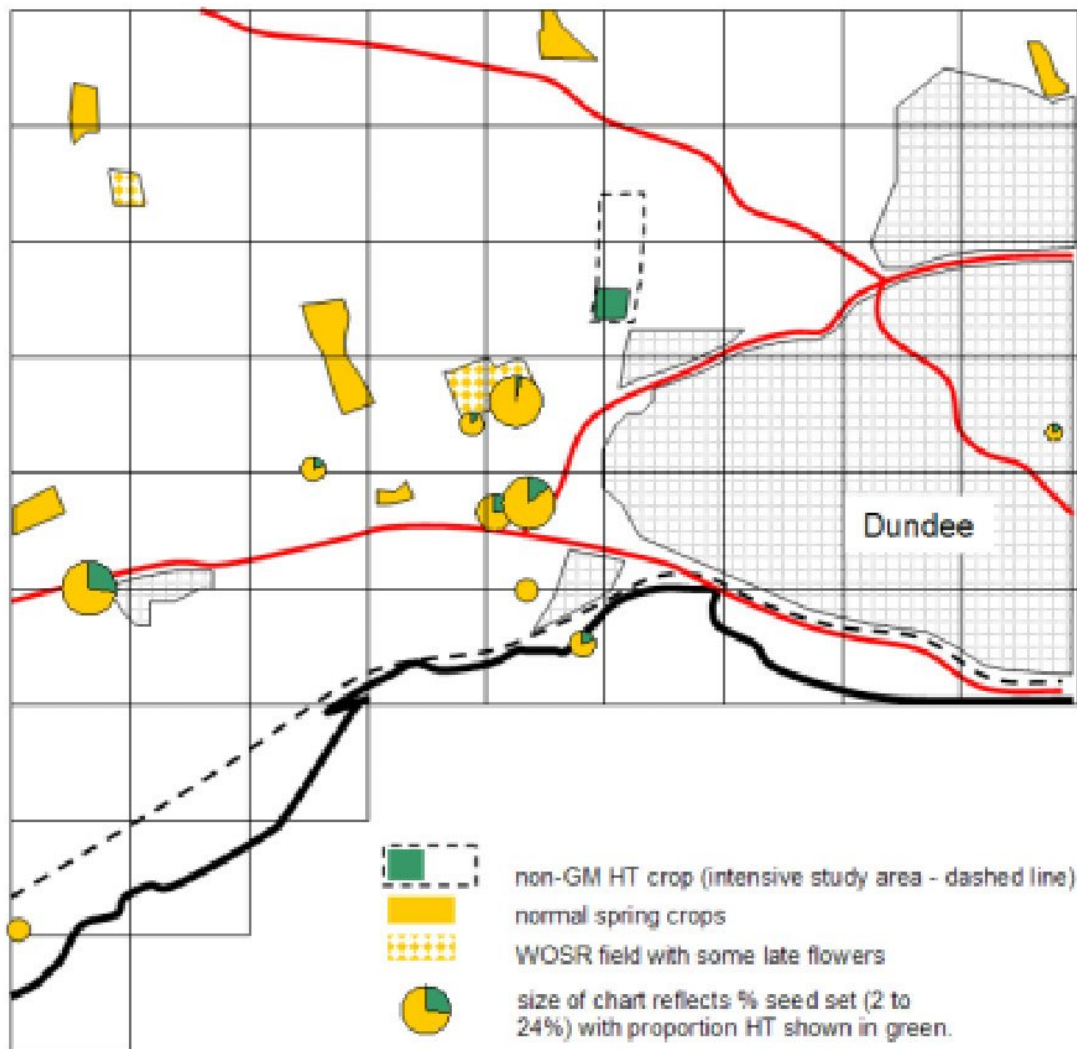 Dundee
non-GM HT crop (intensive study area - dashed line)
normal spring crops
WOSR field with some late flowers
size of chart reflects % seed set (2 to
24%) with proportion HT shown in green.